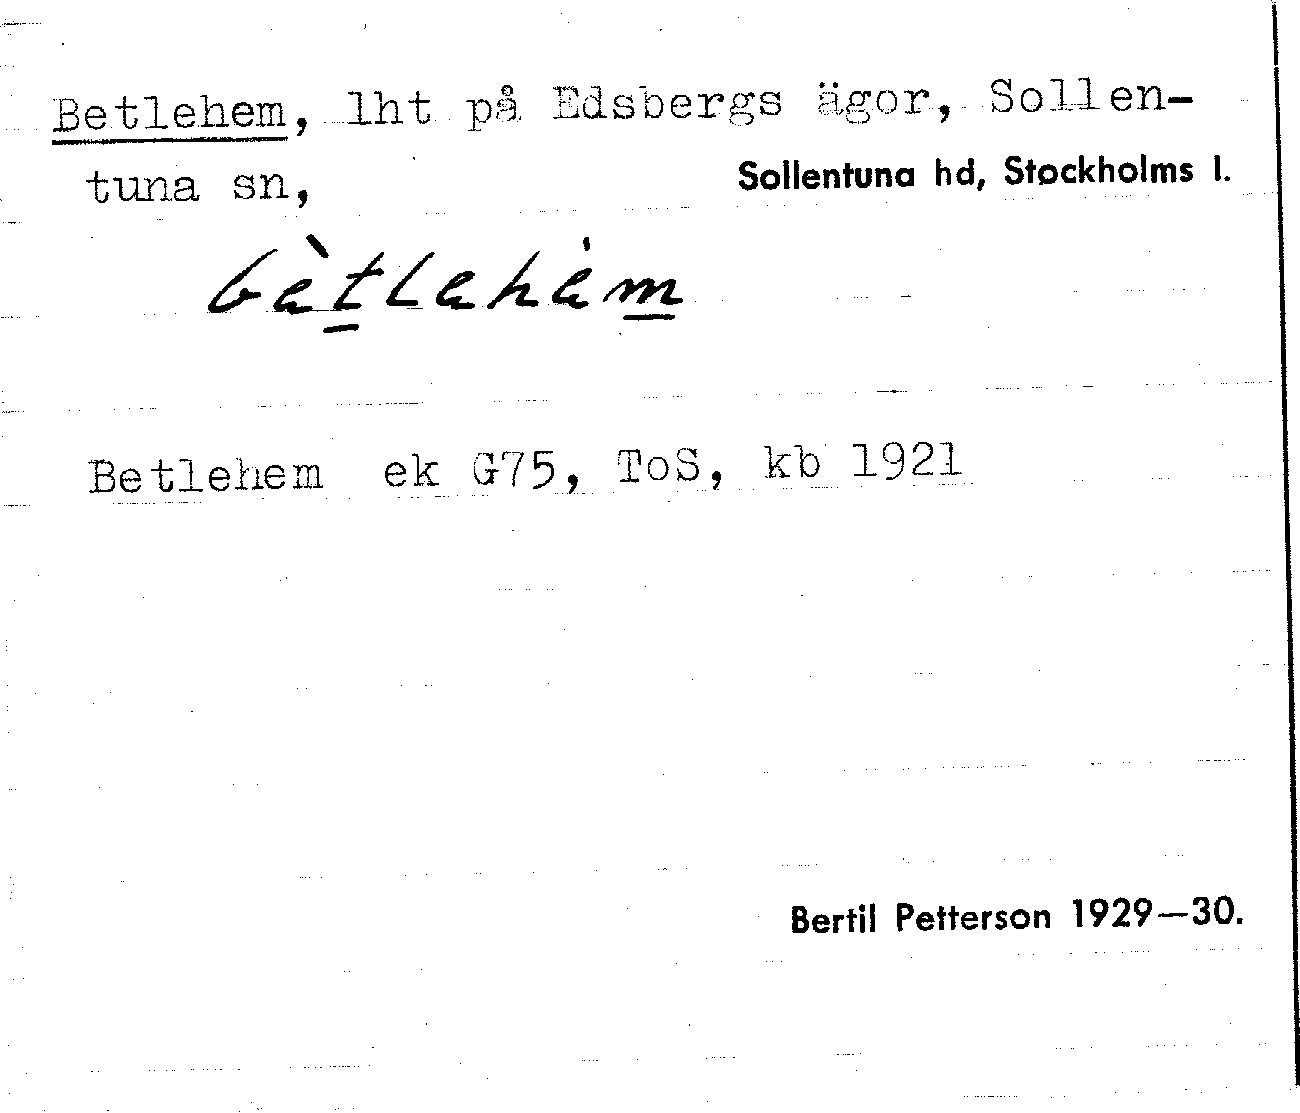 Betlehem, lht på Edsbergs ägor, Sollen-
tuna sn, Sollentuna hd, Stockholms l.
bètlehèm
Betlehem ek G75, ToS, kb 1921
Bertil Petterson 1929—30.